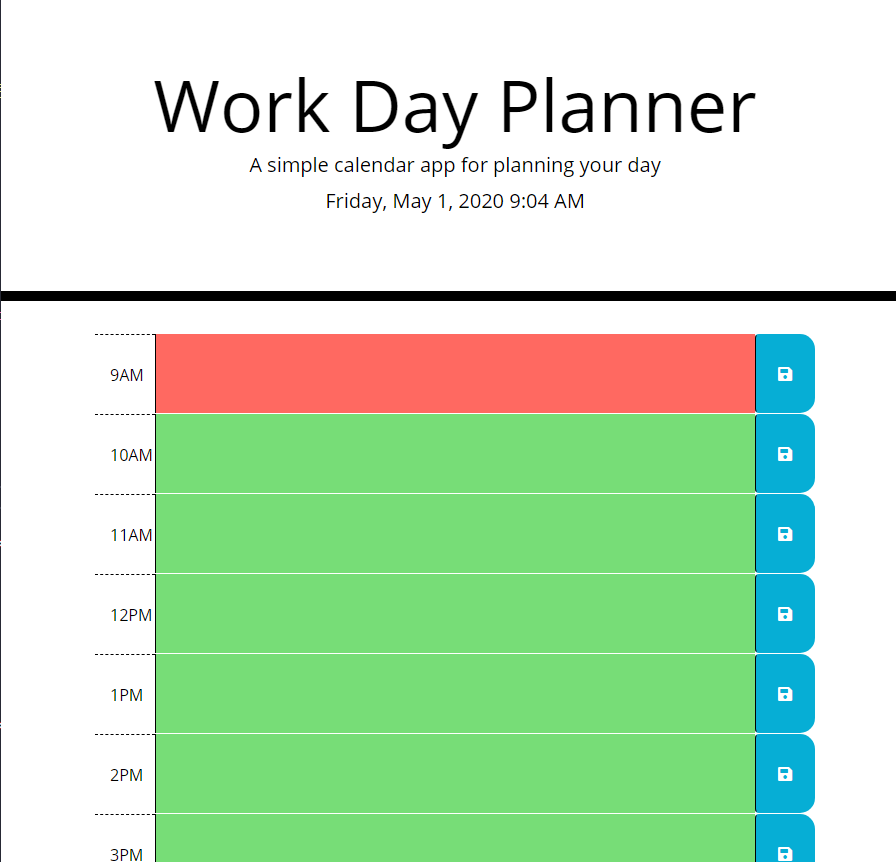 Work Day Planner
A simple calendar app for planning your day
Friday, May 1, 2020 9:04 AM
9AM
10AM
11AM
12PM
1PM
2PM
3PM